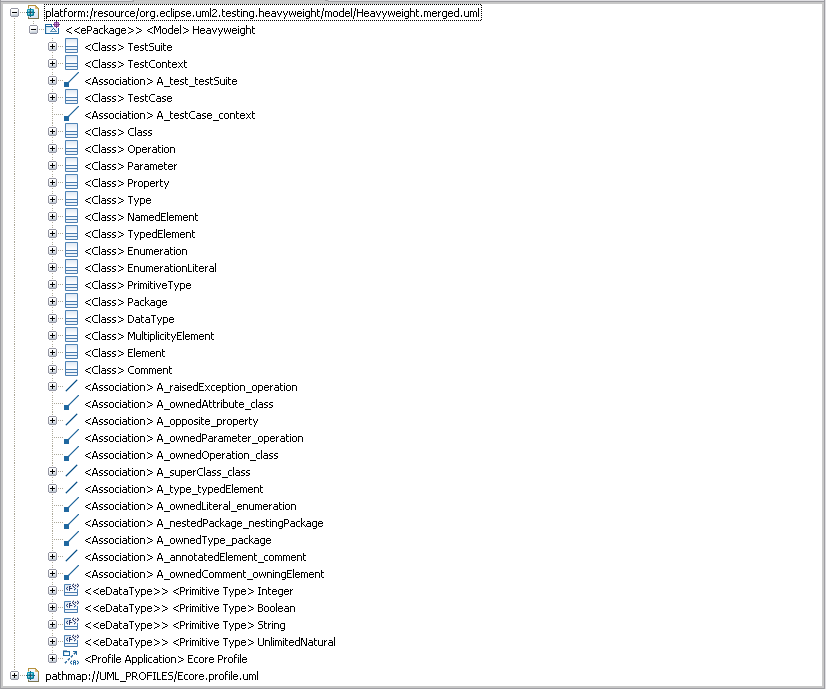 platform:/resource/org.eclipse.uml2.testing.heavyweight/model/Heavyweight.merged.uml
<<ePackage>> <Model> Heavyweight
<Class> TestSuite
<Class> TestContext
<Association> A_test_testSuite
<Class> TestCase
<Association> A_testCase_context
<Class> Class
<Class> Operation
<Class> Parameter
<Class> Property
<Class> Type
<Class> NamedElement
<Class> TypedElement
<Class> Enumeration
<Class> EnumerationLiteral
<Class> PrimitiveType
<Class> Package
<Class> DataType
<Class> MultiplicityElement
<Class> Element
<Class> Comment
<Association> A_raisedException_operation
<Association> A_ownedAttribute_class
<Association> A_opposite_property
<Association> A_ownedParameter_operation
<Association> A_ownedOperation_class
<Association> A_superClass_class
<Association> A_type_typedElement
<Association> A_ownedLiteral_enumeration
<Association> A_nestedPackage_nestingPackage
<Association> A_ownedType_package
<Association> A_annotatedElement_comment
<Association> A_ownedComment_owningElement
<<eDataType>> <Primitive Type> Integer
<<eDataType>> <Primitive Type> Boolean
<<eDataType>> <Primitive Type> String
<<eDataType>> <Primitive Type> UnlimitedNatural
<Profile Application> Ecore Profile
pathmap://UML_PROFILES/Ecore.profile.uml